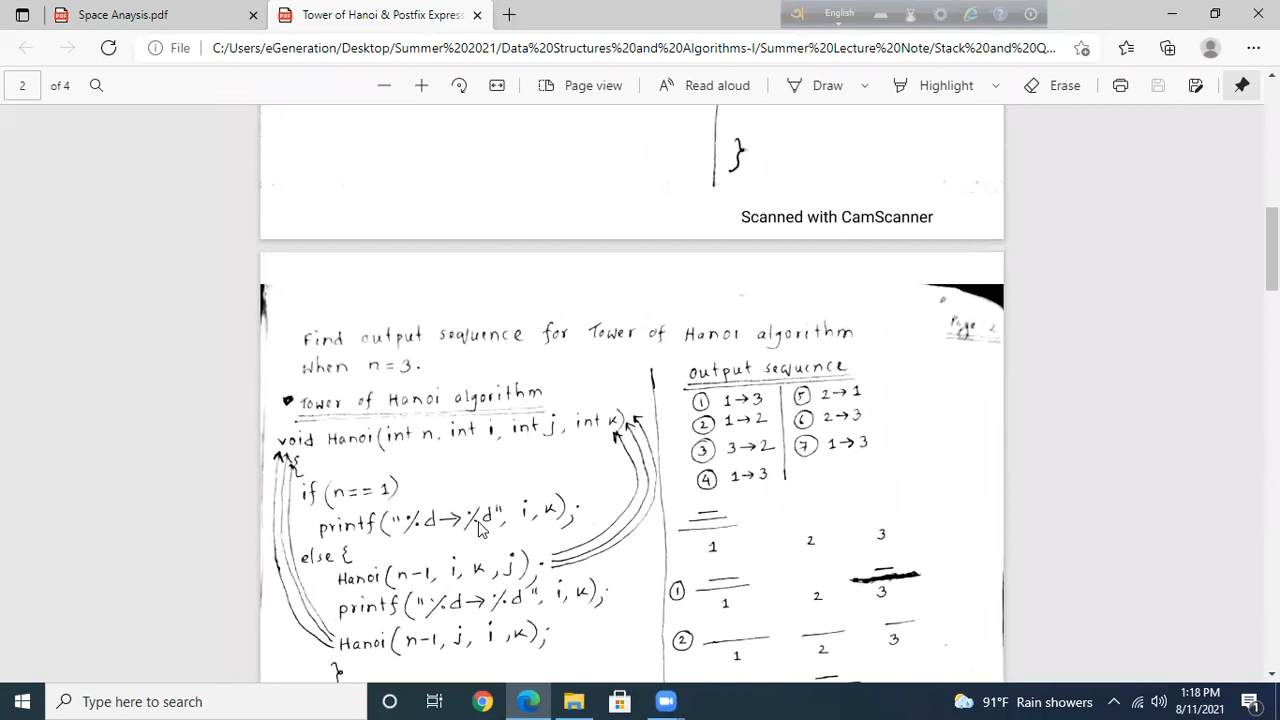 Space Anaysis.pdf
Tower of Hanoi & Postfix Expres
English
File
C:/Users/eGeneration/Desktop/Summer%202021/Data%20Structures%20and%20Algorithms-I/Summer%20Lecture%20Note/Stack%20and%20Q...
2 of 4
Page view
Read aloud
Draw
Highlight
Erase
}
Scanned with CamScanner
Page 2
Find output sequence for Tower of Hanoi algorithm
when n=3.
Tower of Hanoi algorithm
void Hanoi(int n, int i, int j, int k)
{
if (n==1)
printf("%d→%d", i, k);
else {
Hanoi(n-1, i, k, j);
printf("%d→%d", i, k);
Hanoi(n-1, j, i, k);
}
output sequence
① 1→3
② 1→2
③ 3→2
④ 1→3
⑤ 2→1
⑥ 2→3
⑦ 1→3
1 2 3
① 1 2 3
② 1 2 3
Type here to search
91°F Rain showers
1:18 PM
8/11/2021
1